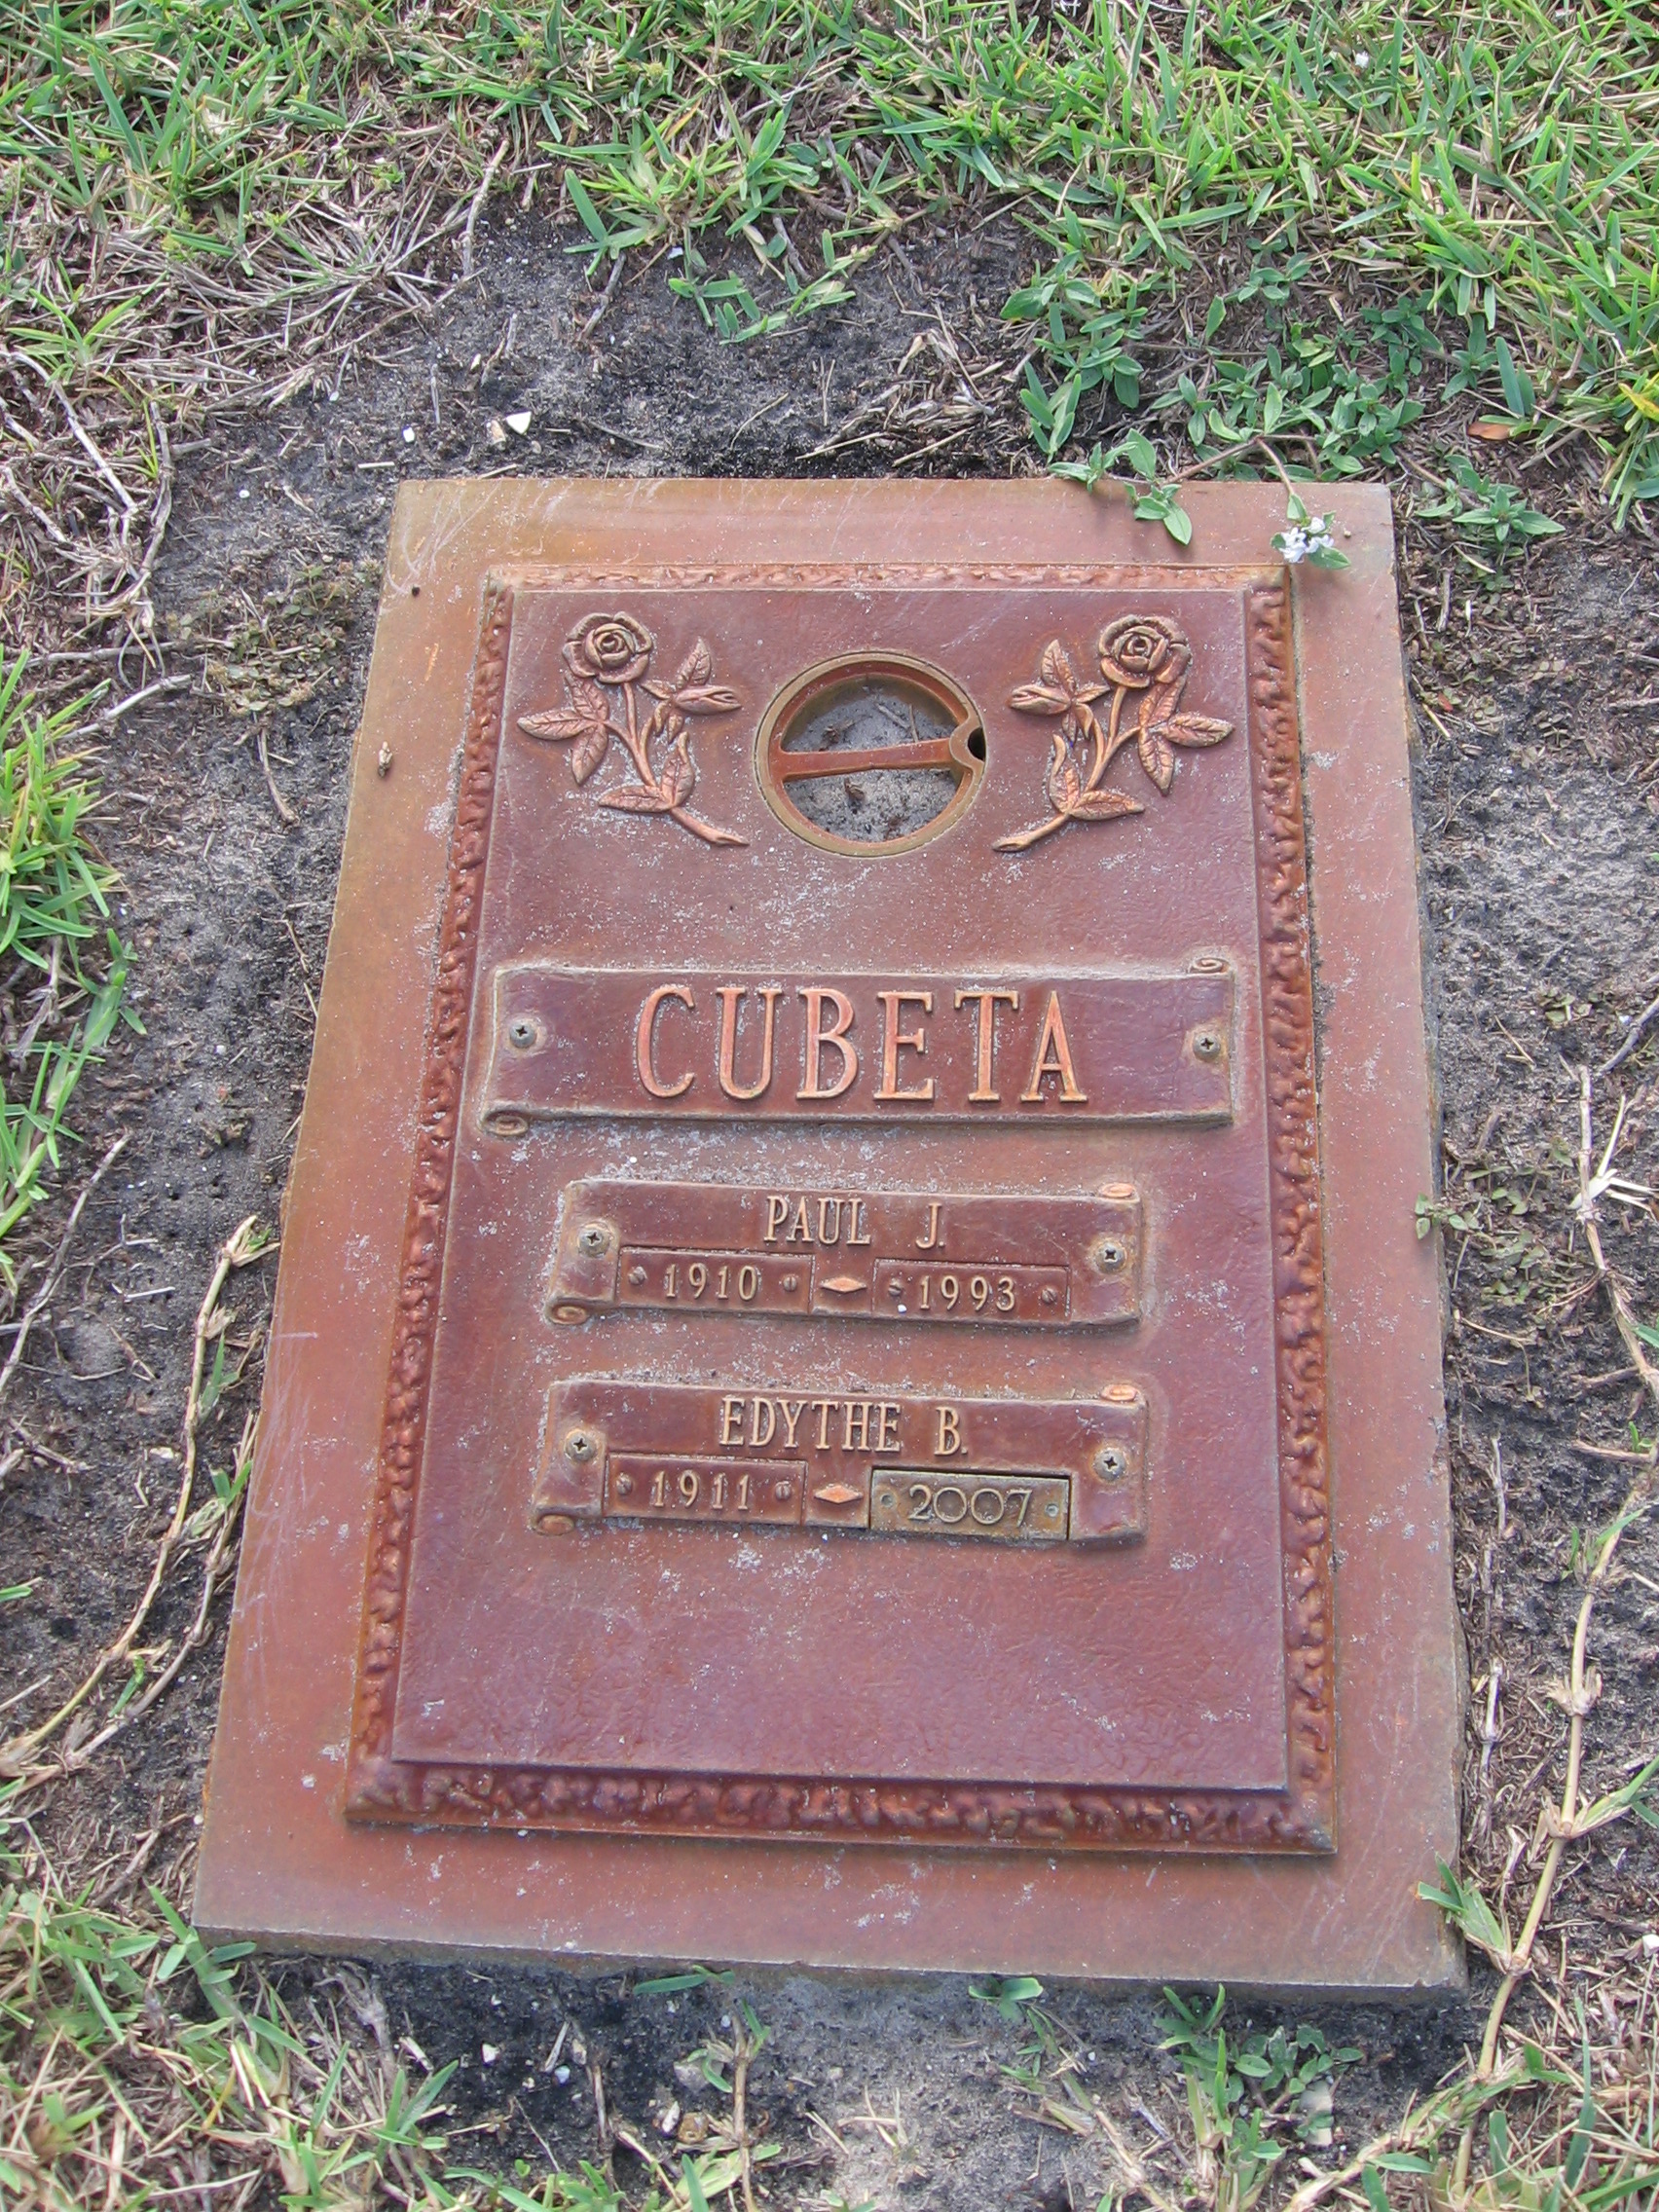 CUBETA
PAUL J.
1910 1993
EDYTHE B.
1911 2007